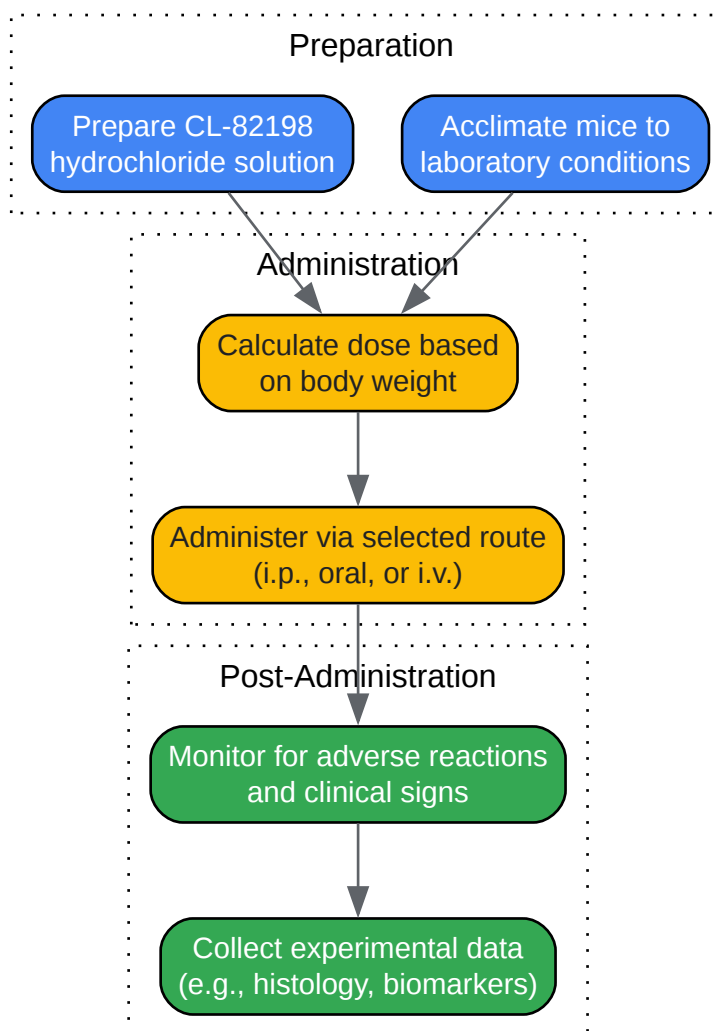 Preparation
Prepare CL-82198
hydrochloride solution
Acclimate mice to
laboratory conditions
Administration
Calculate dose based
on body weight
Administer via selected route
(i.p., oral, or i.v.)
Post-Administration
Monitor for adverse reactions
and clinical signs
Collect experimental data
(e.g., histology, biomarkers)